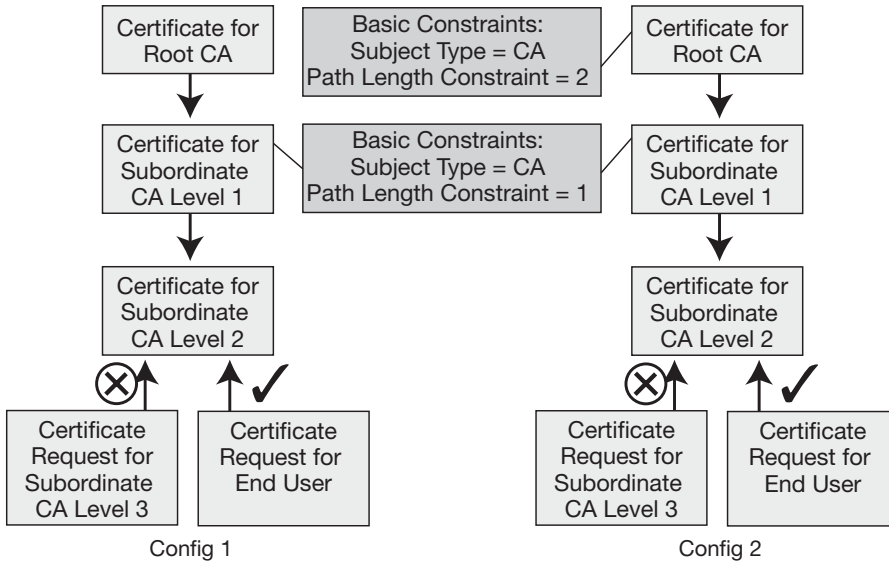 Certificate for
Root CA
Basic Constraints:
Subject Type = CA
Path Length Constraint = 2
Certificate for
Root CA
Certificate for
Subordinate
CA Level 1
Basic Constraints:
Subject Type = CA
Path Length Constraint = 1
Certificate for
Subordinate
CA Level 1
Certificate for
Subordinate
CA Level 2
Certificate for
Subordinate
CA Level 2
Certificate
Request for
Subordinate
CA Level 3
Certificate
Request for
End User
Certificate
Request for
Subordinate
CA Level 3
Certificate
Request for
End User
Config 1
Config 2